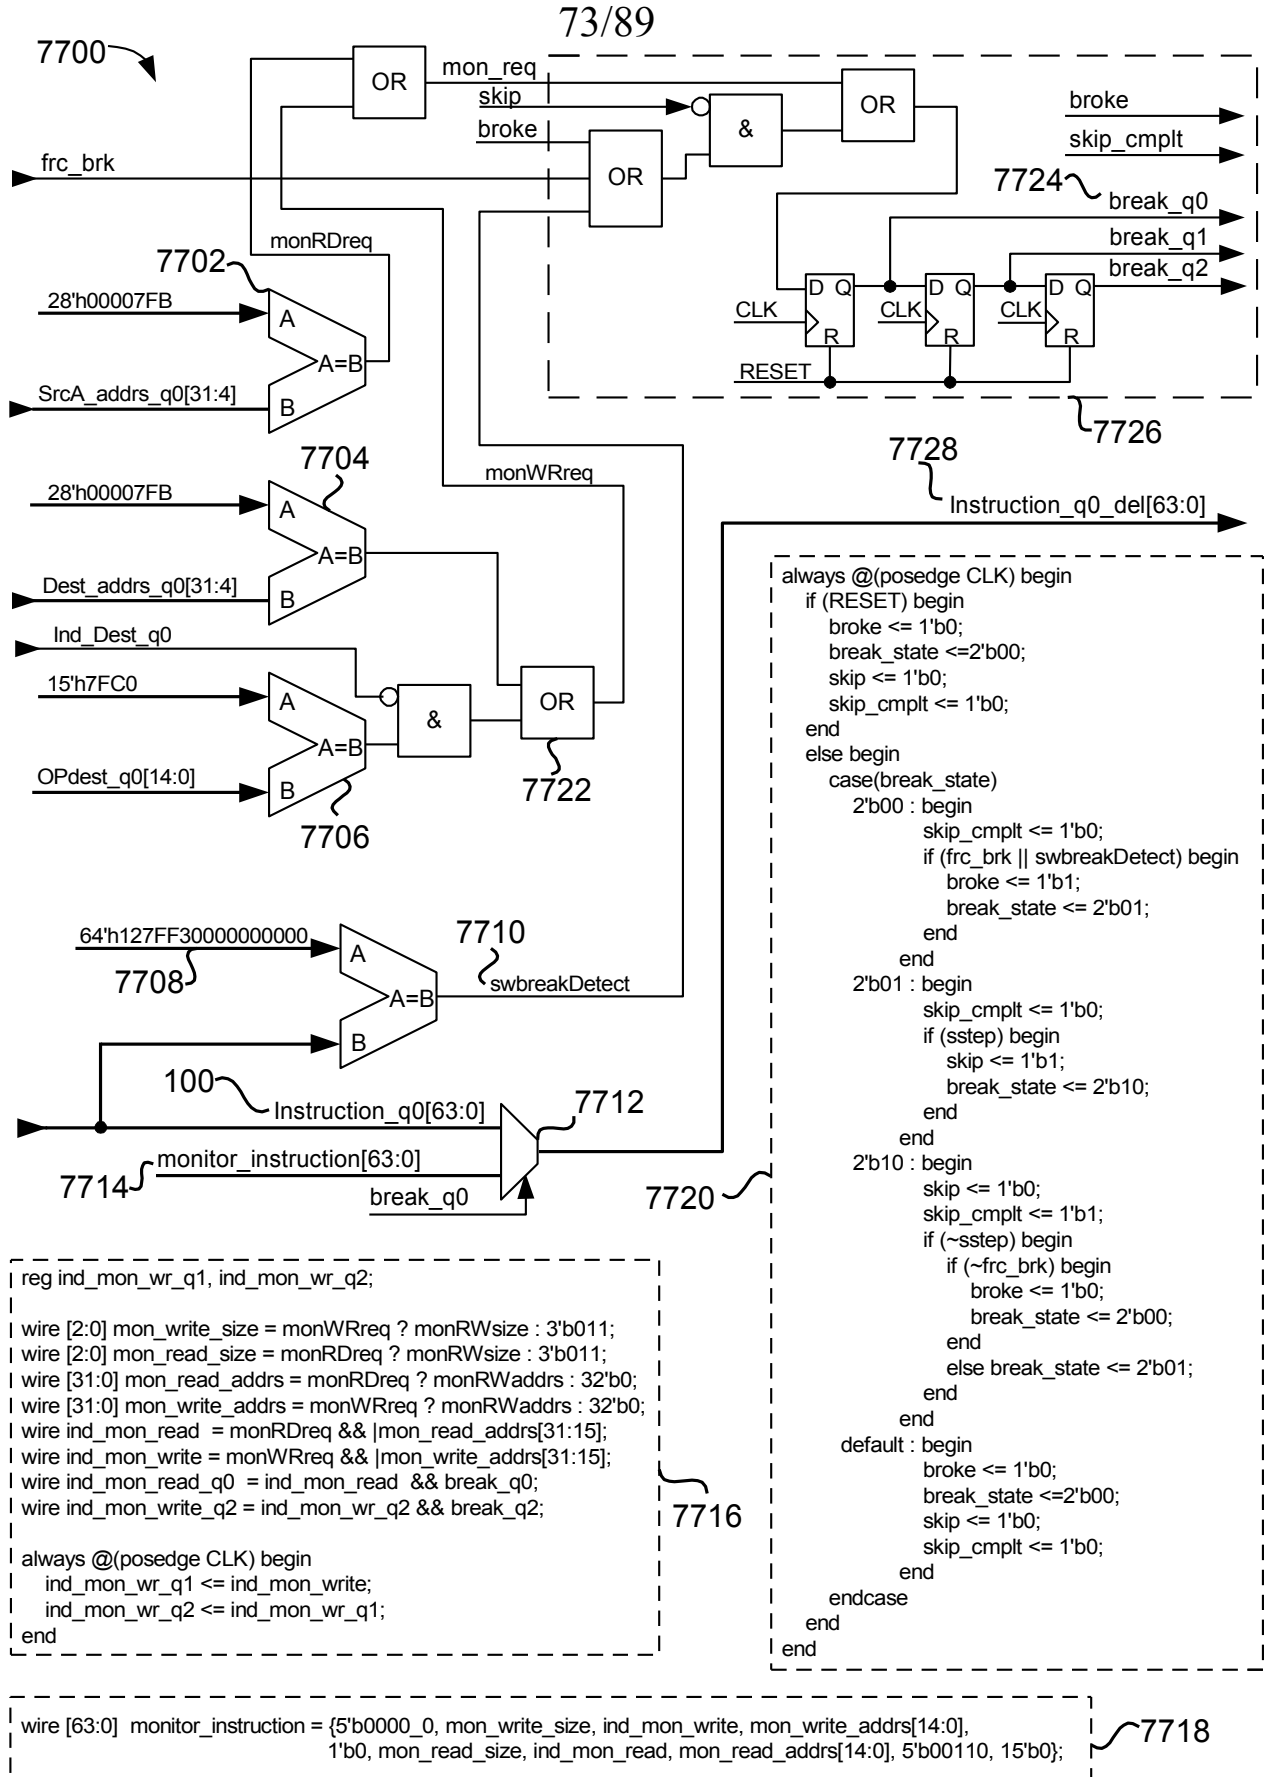 73/89
7700
OR
mon_req
skip
broke
frc_brk
OR
&
OR
broke
skip_cmplt
7724
break_q0
break_q1
break_q2
monRDreq
7702
28'h00007FB
A
A=B
SrcA_addrs_q0[31:4]
B
D Q
D Q
D Q
CLK
CLK
CLK
R
R
R
RESET
7726
7728
Instruction_q0_del[63:0]
7704
monWRreq
28'h00007FB
A
A=B
Dest_addrs_q0[31:4]
B
Ind_Dest_q0
15'h7FC0
A
&
OR
A=B
OPdest_q0[14:0]
B
7722
7706
64'h127FF30000000000
A
7710
7708
swbreakDetect
A=B
B
100
Instruction_q0[63:0]
7712
monitor_instruction[63:0]
7714
break_q0
7720
always @(posedge CLK) begin
if (RESET) begin
broke <= 1'b0;
break_state <=2'b00;
skip <= 1'b0;
skip_cmplt <= 1'b0;
end
else begin
case(break_state)
2'b00 : begin
skip_cmplt <= 1'b0;
if (frc_brk || swbreakDetect) begin
broke <= 1'b1;
break_state <= 2'b01;
end
end
2'b01 : begin
skip_cmplt <= 1'b0;
if (sstep) begin
skip <= 1'b1;
break_state <= 2'b10;
end
end
2'b10 : begin
skip <= 1'b0;
skip_cmplt <= 1'b1;
if (~sstep) begin
if (~frc_brk) begin
broke <= 1'b0;
break_state <= 2'b00;
end
else break_state <= 2'b01;
end
end
default : begin
broke <= 1'b0;
break_state <=2'b00;
skip <= 1'b0;
skip_cmplt <= 1'b0;
end
endcase
end
end
reg ind_mon_wr_q1, ind_mon_wr_q2;
wire [2:0] mon_write_size = monWRreq ? monRWsize : 3'b011;
wire [2:0] mon_read_size = monRDreq ? monRWsize : 3'b011;
wire [31:0] mon_read_addrs = monRDreq ? monRWaddrs : 32'b0;
wire [31:0] mon_write_addrs = monWRreq ? monRWaddrs : 32'b0;
wire ind_mon_read = monRDreq && |mon_read_addrs[31:15];
wire ind_mon_write = monWRreq && |mon_write_addrs[31:15];
wire ind_mon_read_q0 = ind_mon_read && break_q0;
wire ind_mon_write_q2 = ind_mon_wr_q2 && break_q2;
7716
always @(posedge CLK) begin
ind_mon_wr_q1 <= ind_mon_write;
ind_mon_wr_q2 <= ind_mon_wr_q1;
end
wire [63:0] monitor_instruction = {5'b0000_0, mon_write_size, ind_mon_write, mon_write_addrs[14:0],
1'b0, mon_read_size, ind_mon_read, mon_read_addrs[14:0], 5'b00110, 15'b0};
7718